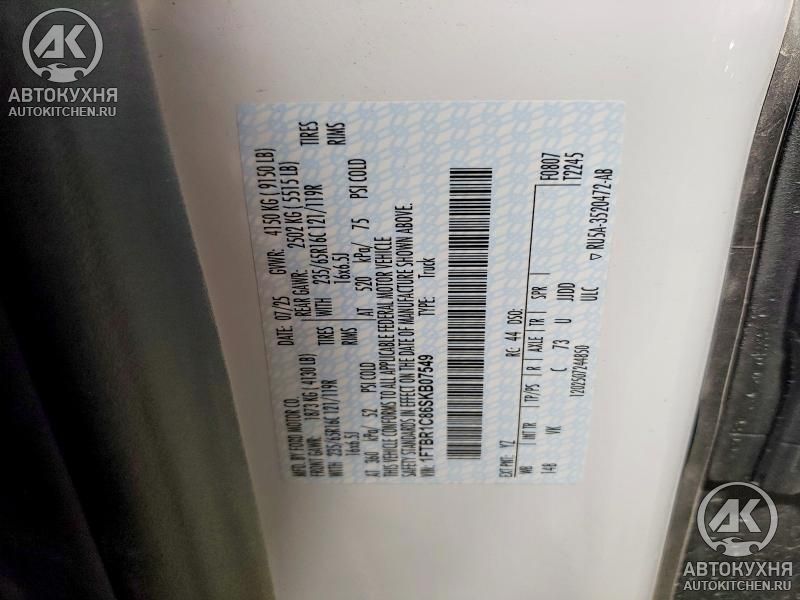 AK
АВТОКУХНЯ
AUTOKITCHEN.RU
MFD. BY FORD MOTOR CO.
DATE: 07/25 GVWR: 4150 KG ( 9150 LB)
FRONT GAWR: 1873 KG ( 4130 LB) REAR GAWR: 2502 KG ( 5515 LB)
WITH 235/65R16C 121/119R TIRES WITH 235/65R16C 121/119R TIRES
16x6.5J RIMS 16x6.5J RIMS
AT 360 kPa/ 52 PSI COLD AT 520 kPa/ 75 PSI COLD
THIS VEHICLE CONFORMS TO ALL APPLICABLE FEDERAL MOTOR VEHICLE
SAFETY STANDARDS IN EFFECT ON THE DATE OF MANUFACTURE SHOWN ABOVE.
VIN: 1FTBR1C86SKB07549 TYPE: Truck
F0807
T2245
EXT PNT: YZ RC: 44 DSO:
WB INT TR TP/PS R AXLE TR SPR
148 VK C 73 U JJDD
1202507244850 ULC
▽ RU5A-3520472-AB
AK
АВТОКУХНЯ
AUTOKITCHEN.RU